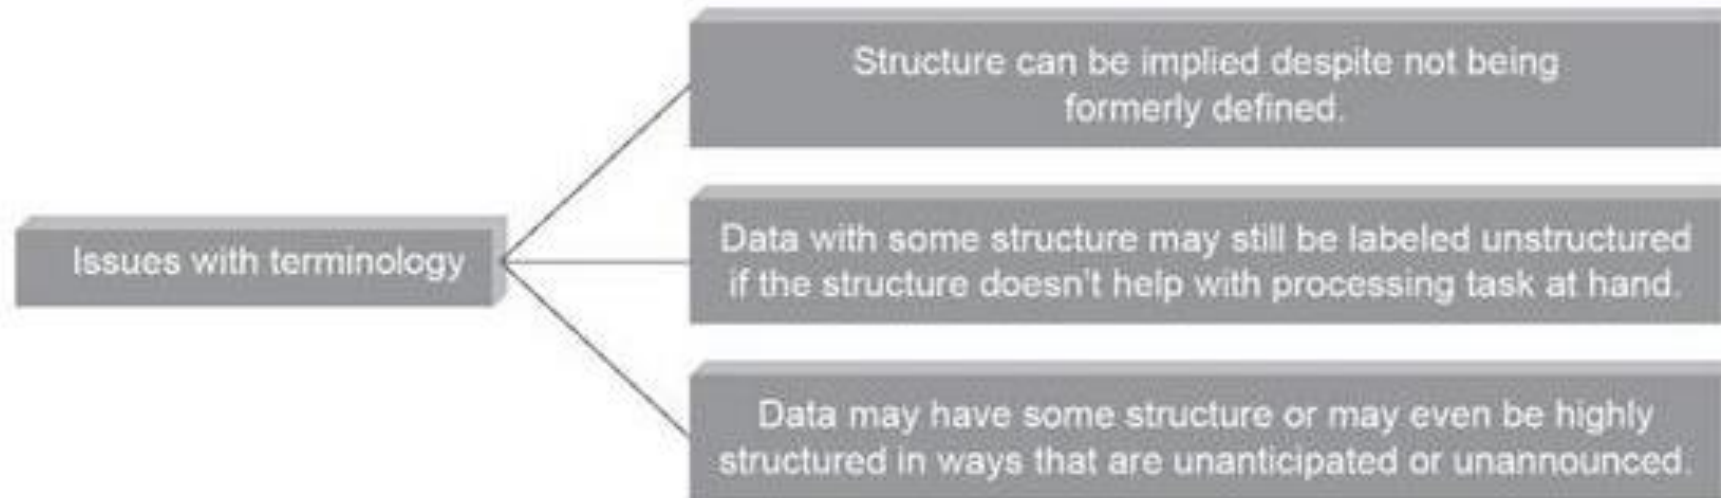 Issues with terminology
Structure can be implied despite not being
formerly defined.
Data with some structure may still be labeled unstructured
if the structure doesn't help with processing task at hand.
Data may have some structure or may even be highly
structured in ways that are unanticipated or unannounced.